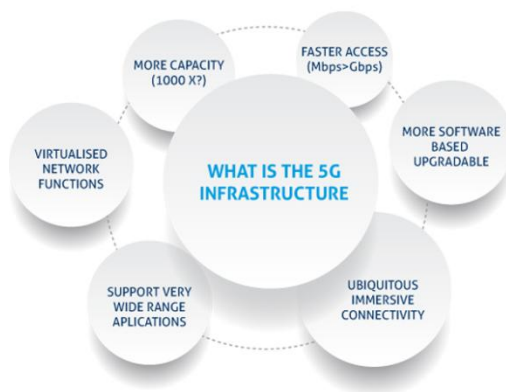 WHAT IS THE 5G
INFRASTRUCTURE
FASTER ACCESS
(Mbps>Gbps)
MORE SOFTWARE
BASED
UPGRADABLE
UBIQUITOUS
IMMERSIVE
CONNECTIVITY
SUPPORT VERY
WIDE RANGE
APLICATIONS
VIRTUALISED
NETWORK
FUNCTIONS
MORE CAPACITY
(1000 X?)